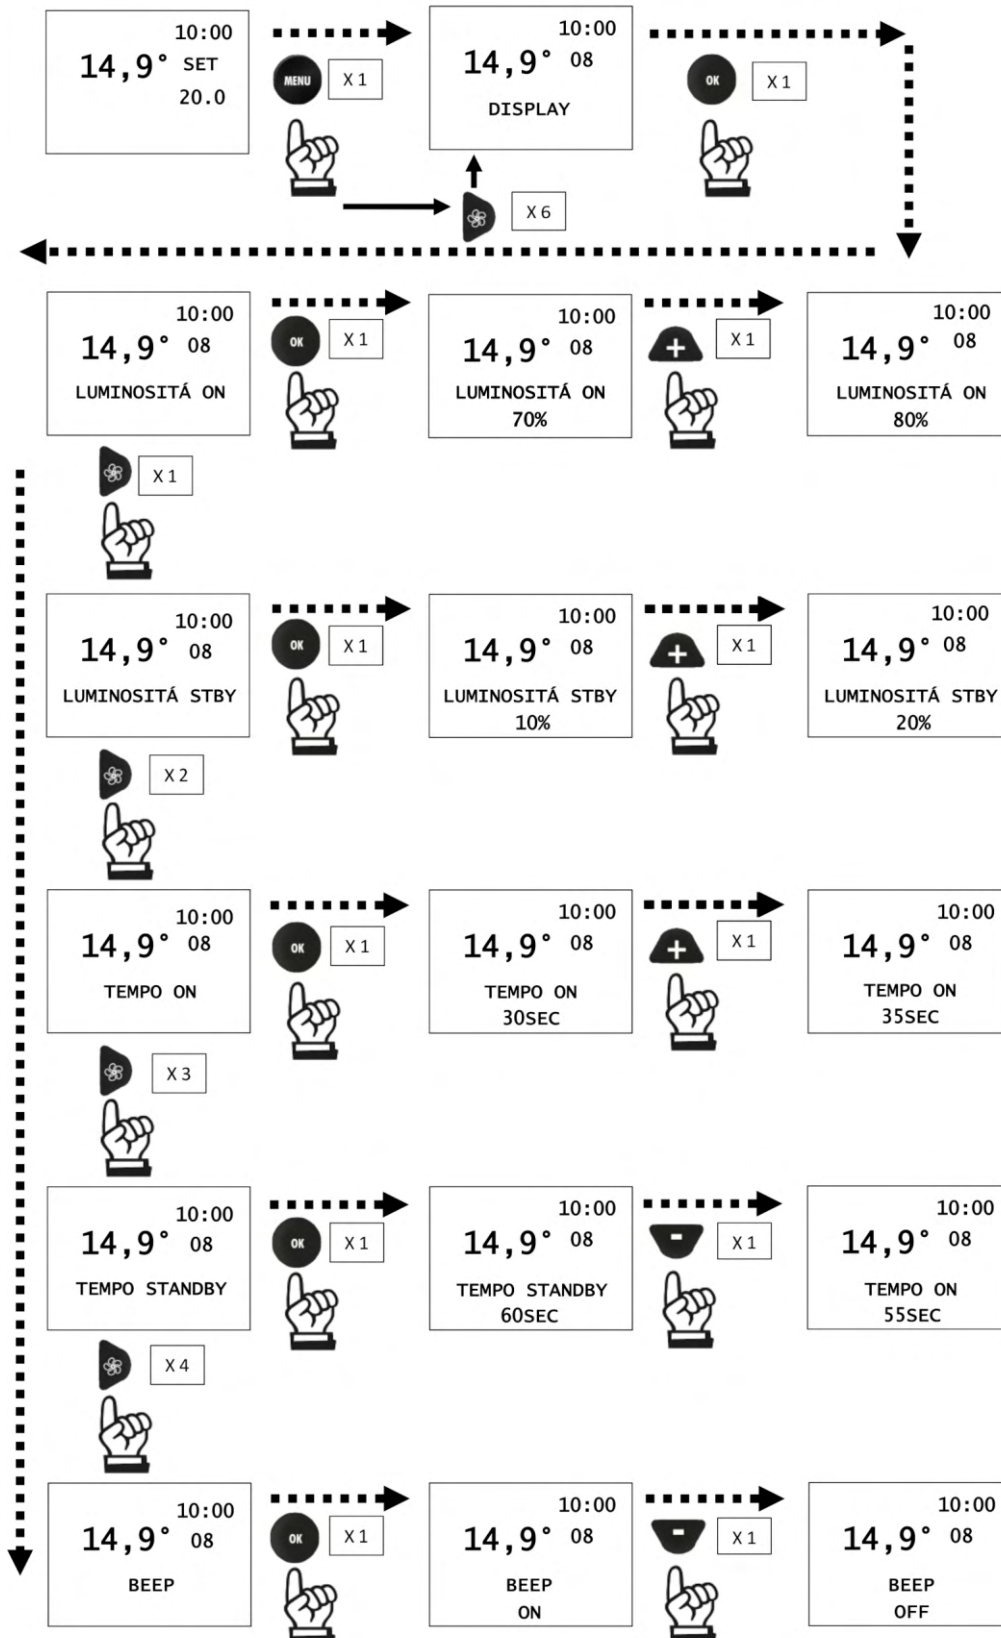 10:00
14,9° SET
20.0
MENU X 1
10:00
14,9° 08
DISPLAY
OK X 1
X 6
10:00
14,9° 08
LUMINOSITÁ ON
OK X 1
10:00
14,9° 08
LUMINOSITÁ ON
70%
+ X 1
10:00
14,9° 08
LUMINOSITÁ ON
80%
X 1
10:00
14,9° 08
LUMINOSITÁ STBY
OK X 1
10:00
14,9° 08
LUMINOSITÁ STBY
10%
+ X 1
10:00
14,9° 08
LUMINOSITÁ STBY
20%
X 2
10:00
14,9° 08
TEMPO ON
OK X 1
10:00
14,9° 08
TEMPO ON
30SEC
+ X 1
10:00
14,9° 08
TEMPO ON
35SEC
X 3
10:00
14,9° 08
TEMPO STANDBY
OK X 1
10:00
14,9° 08
TEMPO STANDBY
60SEC
- X 1
10:00
14,9° 08
TEMPO ON
55SEC
X 4
10:00
14,9° 08
BEEP
OK X 1
10:00
14,9° 08
BEEP
ON
- X 1
10:00
14,9° 08
BEEP
OFF